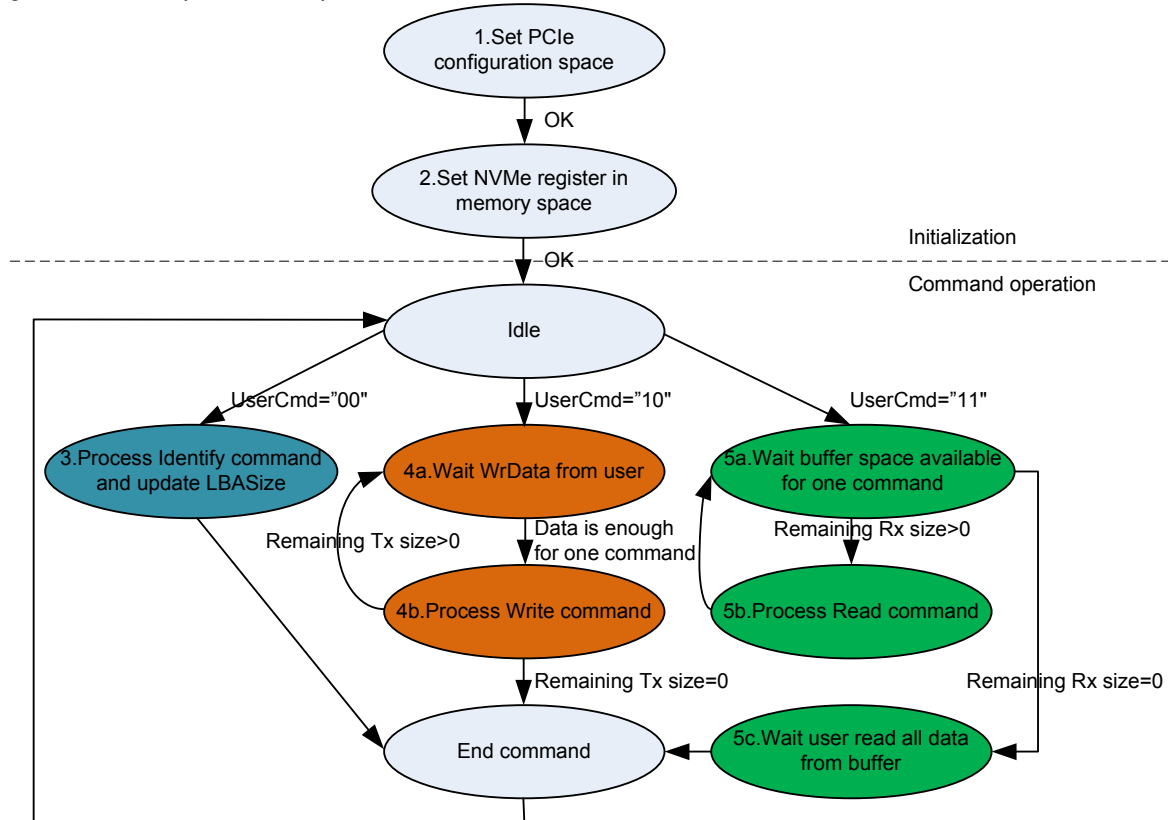 1.Set PCIe
configuration space
OK
2.Set NVMe register in
memory space
Initialization
OK
Command operation
Idle
UserCmd=”00"
UserCmd=”10"
UserCmd=”11"
3.Process Identify command
and update LBASize
4a. Wait WrData from user
5a.Wait buffer space available
for one command
Remaining Tx size>0
Data is enough
for one command
Remaining Rx size>0
4b.Process Write command
5b.Process Read command
Remaining Tx size=0
Remaining Rx size=0
End command
5c.Wait user read all data
from buffer